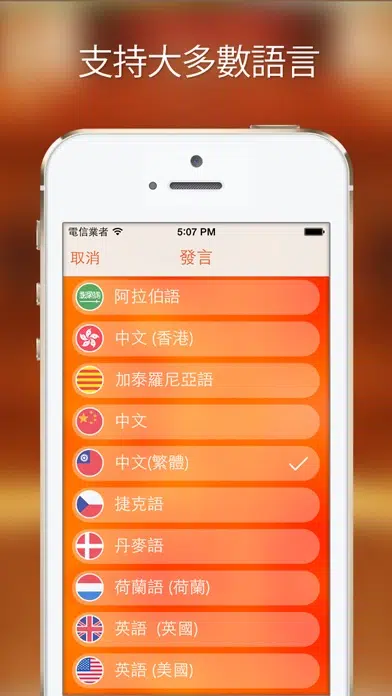 支持大多數語言
電信業者 5:07 PM
取消 發言
阿拉伯語
中文 (香港)
加泰羅尼亞語
中文
中文(繁體)
捷克語
丹麥語
荷蘭語 (荷蘭)
英語 (英國)
英語 (美國)